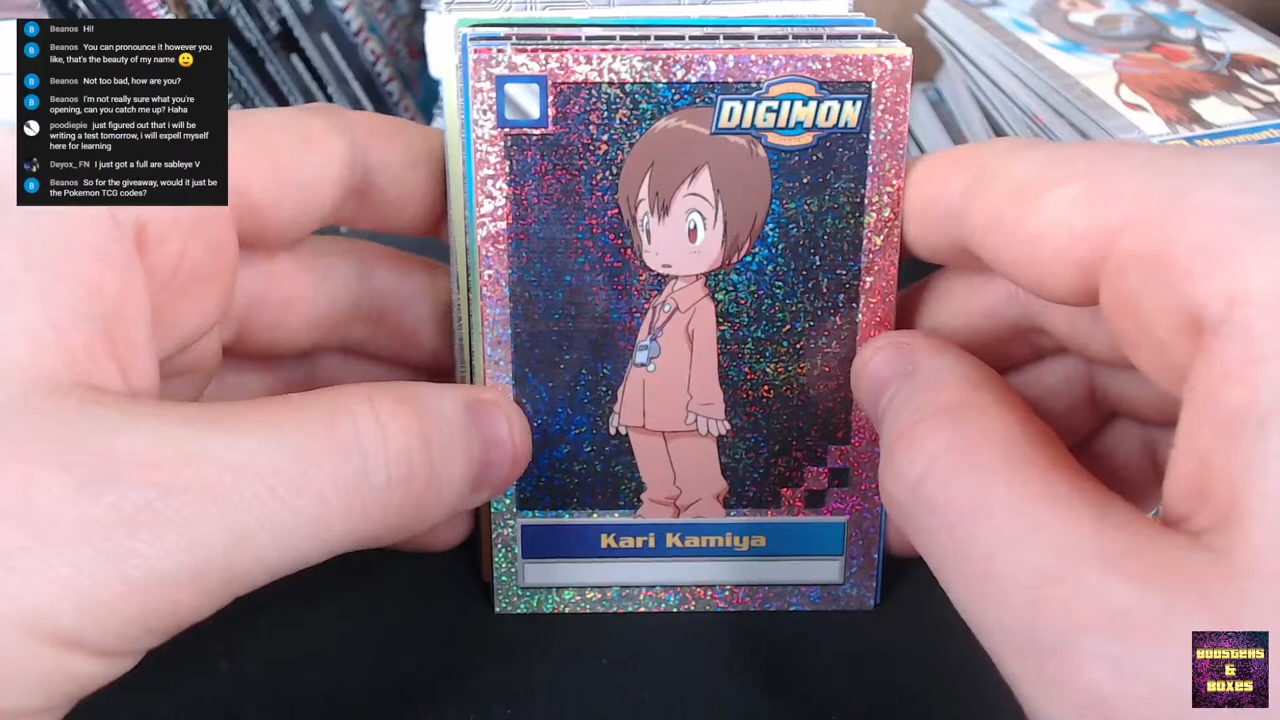 Beanos Hi!
Beanos You can pronounce it however you
like, that's the beauty of my name
Beanos Not too bad, how are you?
Beanos I'm not really sure what you're
opening, can you catch me up? Haha
poodiepie just figured out that i will be
writing a test tomorrow, i will expell myself
here for learning
Deyox_FN I just got a full are sableye V
Beanos So for the giveaway, would it just be
the Pokemon TCG codes?
DIGIMON
Kari Kamiya
BOOSTERS
&
BOXES